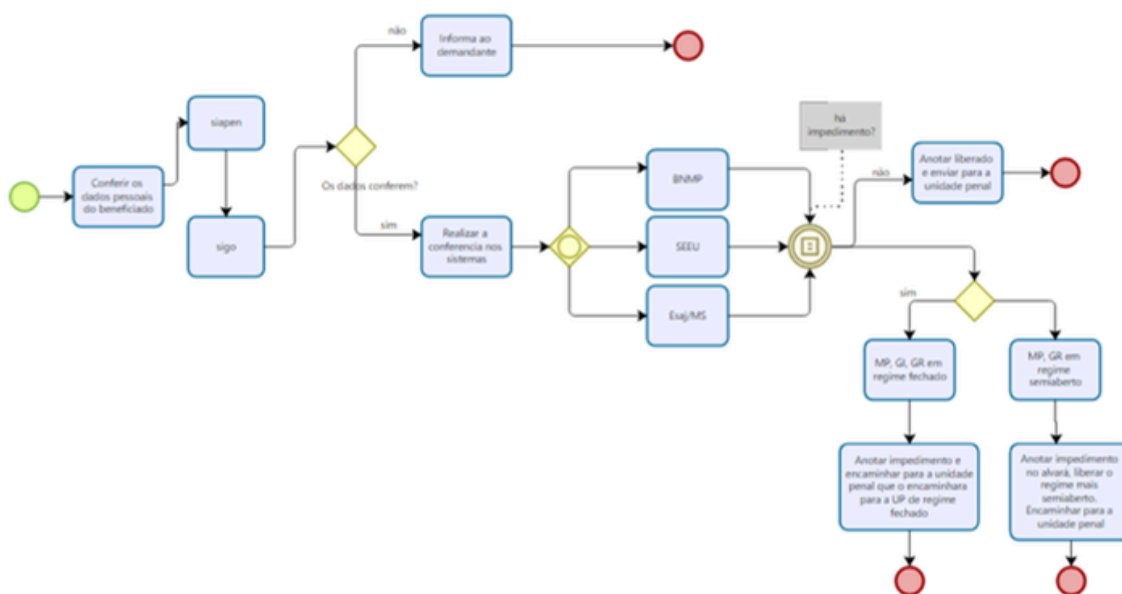 não
Informa ao
demandante
siapen
Conferir os
dados pessoais
do beneficiado
sigo
Os dados conferem?
sim
Realizar a
conferencia nos
sistemas
BNMP
SEEU
Esaj/MS
há
impedimento?
não
Anotar liberado
e enviar para a
unidade penal
sim
MP, GI, GR em
regime fechado
MP, GR em
regime
semiaberto
Anotar impedimento e
encaminhar para a unidade
penal que o encaminhara
para a UP de regime
fechado
Anotar impedimento
no alvará, liberar o
regime mais
semiaberto.
Encaminhar para a
unidade penal